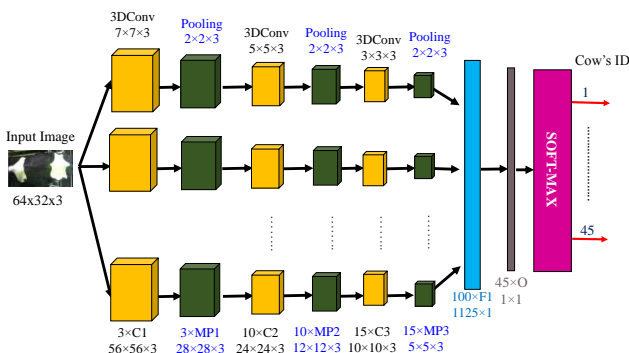 3DConv
7×7×3
Pooling
2×2×3
3DConv
5×5×3
Pooling
2×2×3
3DConv
3×3×3
Pooling
2×2×3
Cow's ID
1
Input Image
64x32x3
SOFT-MAX
45
3×C1
56×56×3
3×MP1
28×28×3
10×C2
24×24×3
10×MP2
12×12×3
15×C3
10×10×3
15×MP3
5×5×3
100×F1
1125×1
45×O
1×1